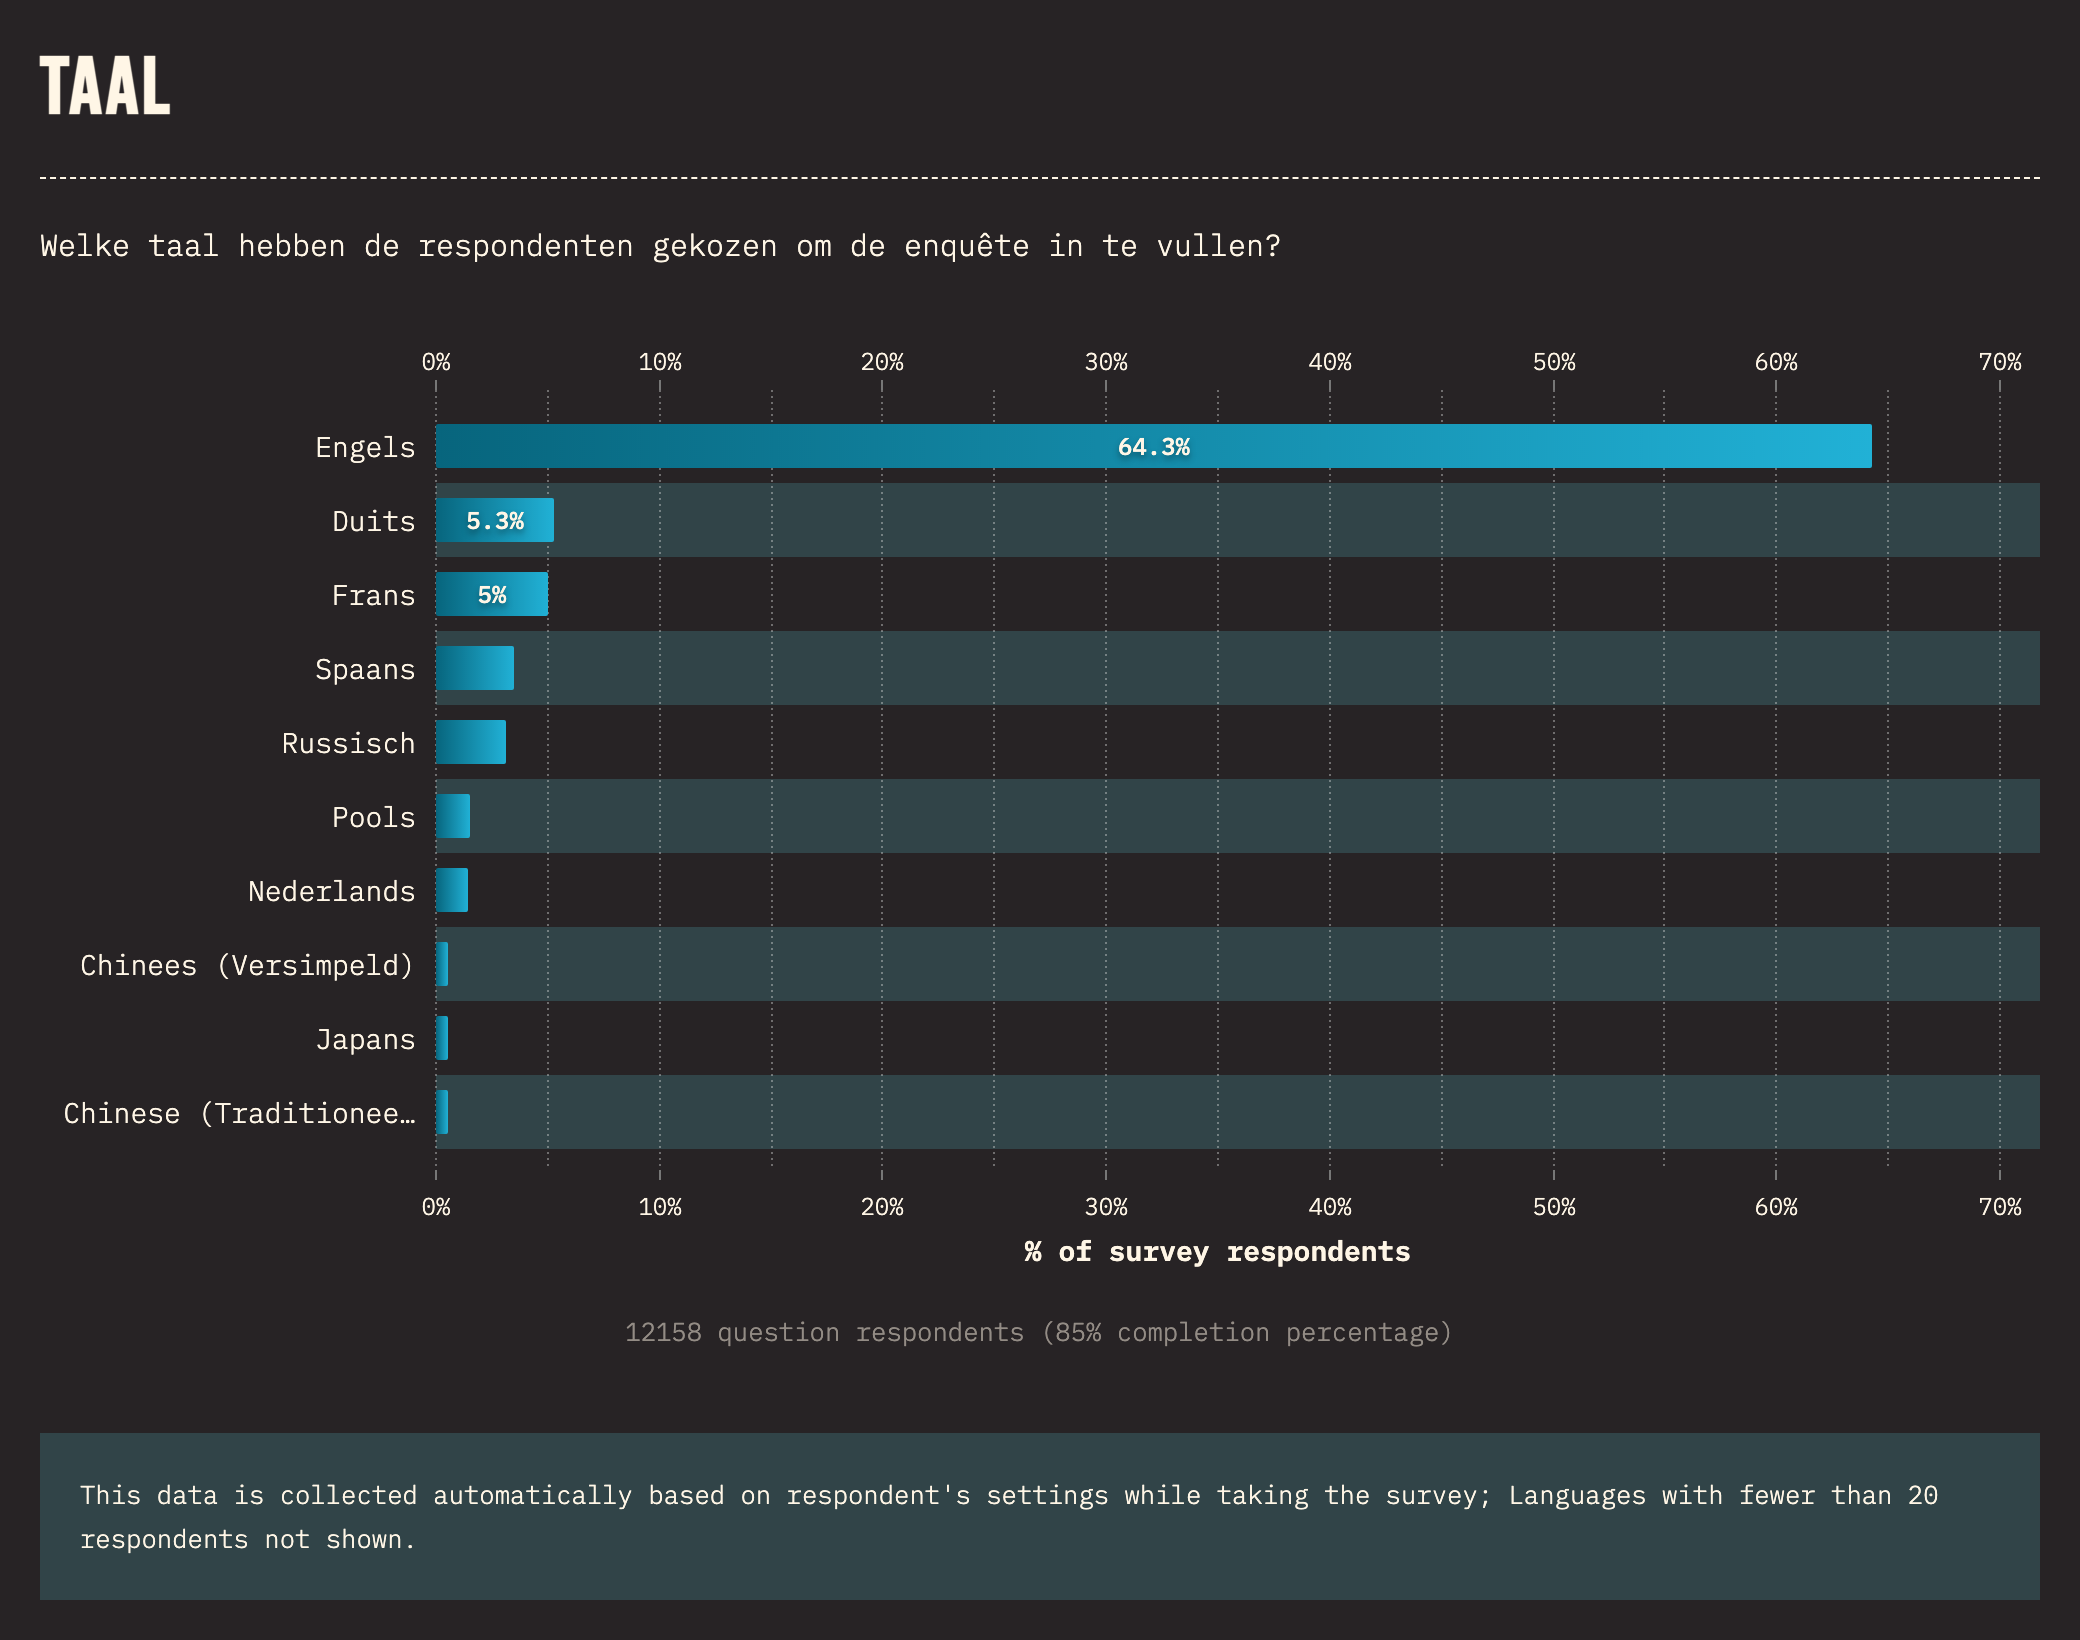 TAAL
Welke taal hebben de respondenten gekozen om de enquête in te vullen?
0% 10% 20% 30% 40% 50% 60% 70%
Engels 64.3%
Duits 5.3%
Frans 5%
Spaans
Russisch
Pools
Nederlands
Chinees (Versimpeld)
Japans
Chinese (Traditionee…
0% 10% 20% 30% 40% 50% 60% 70%
% of survey respondents
12158 question respondents (85% completion percentage)
This data is collected automatically based on respondent's settings while taking the survey; Languages with fewer than 20
respondents not shown.